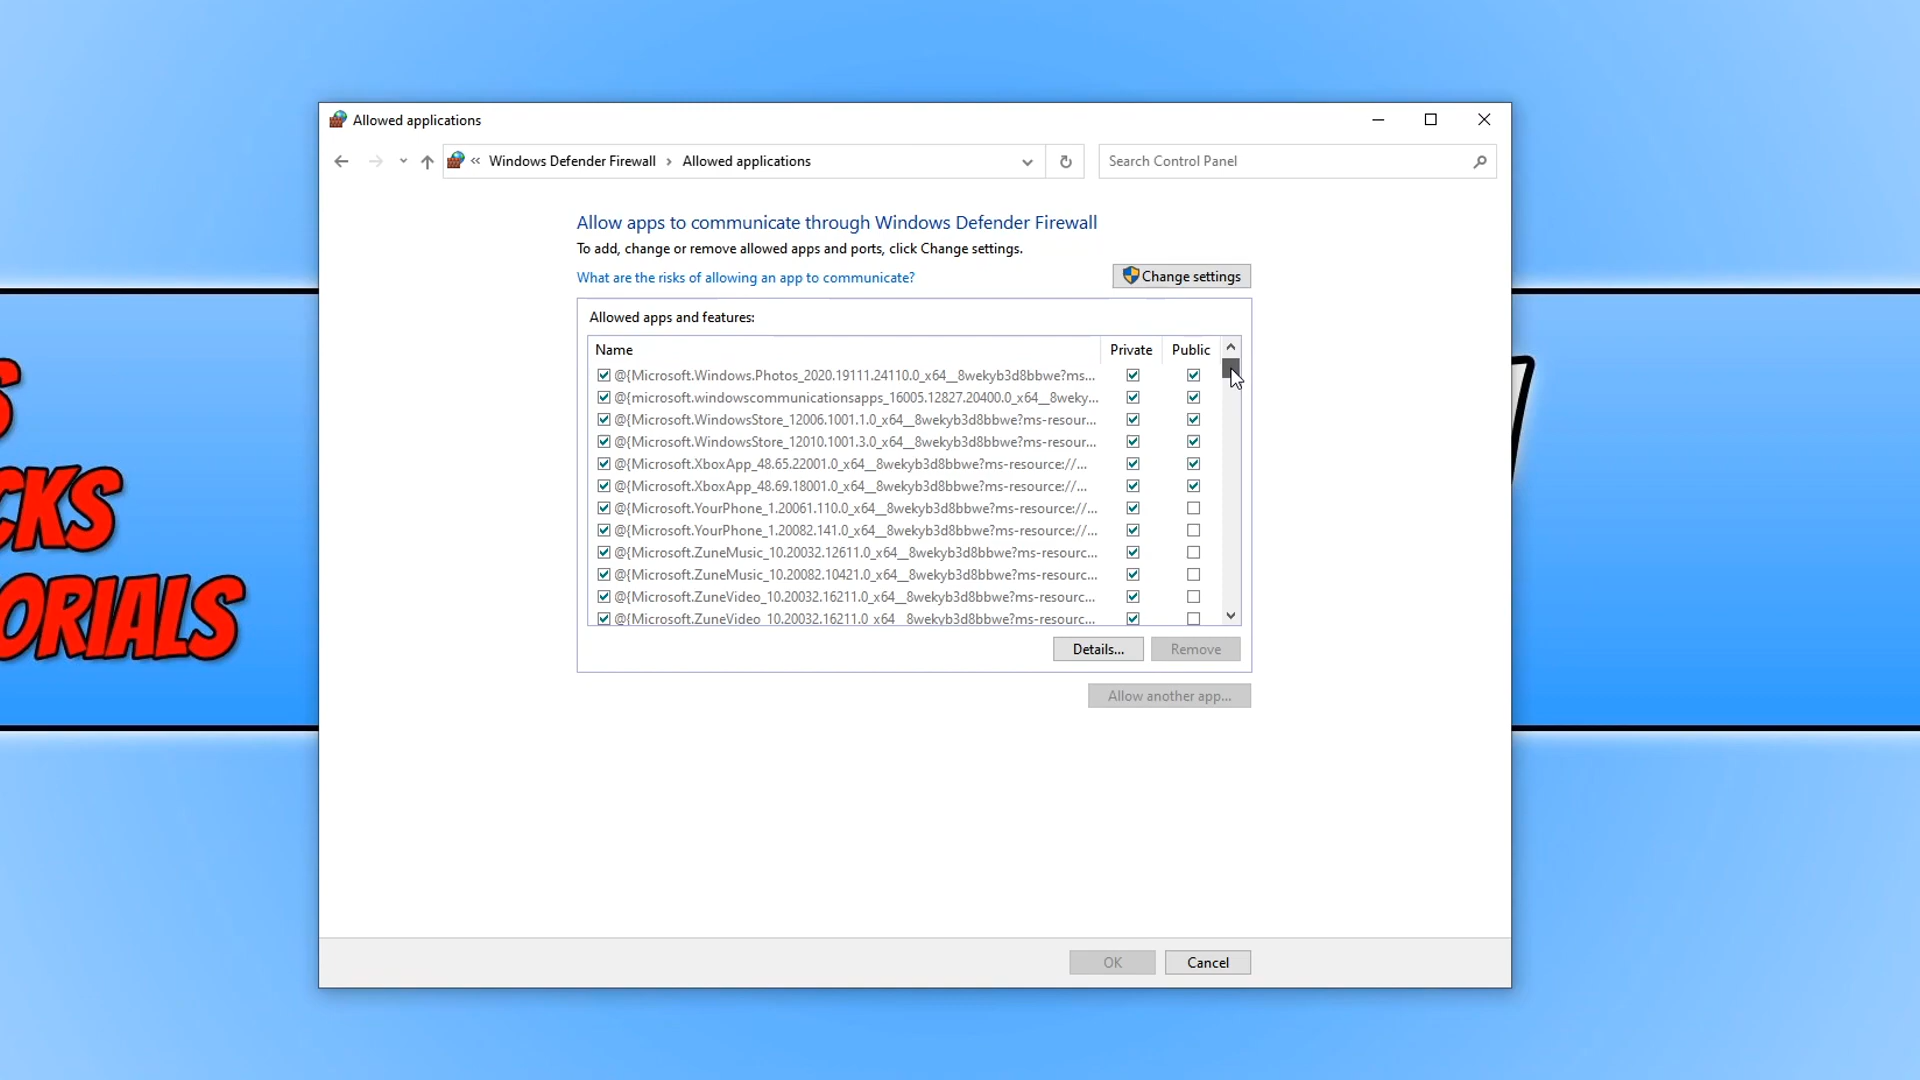 Allowed applications
« Windows Defender Firewall › Allowed applications
Search Control Panel
Allow apps to communicate through Windows Defender Firewall
To add, change or remove allowed apps and ports, click Change settings.
What are the risks of allowing an app to communicate?
Change settings
Allowed apps and features:
Name Private Public
@{Microsoft.Windows.Photos_2020.19111.24110.0_x64__8wekyb3d8bbwe?ms...
@{microsoft.windowscommunicationsapps_16005.12827.20400.0_x64__8weky...
@{Microsoft.WindowsStore_12006.1001.1.0_x64__8wekyb3d8bbwe?ms-resour...
@{Microsoft.WindowsStore_12010.1001.3.0_x64__8wekyb3d8bbwe?ms-resour...
@{Microsoft.XboxApp_48.65.22001.0_x64__8wekyb3d8bbwe?ms-resource://...
@{Microsoft.XboxApp_48.69.18001.0_x64__8wekyb3d8bbwe?ms-resource://...
@{Microsoft.YourPhone_1.20061.110.0_x64__8wekyb3d8bbwe?ms-resource://...
@{Microsoft.YourPhone_1.20082.141.0_x64__8wekyb3d8bbwe?ms-resource://...
@{Microsoft.ZuneMusic_10.20032.12611.0_x64__8wekyb3d8bbwe?ms-resourc...
@{Microsoft.ZuneMusic_10.20082.10421.0_x64__8wekyb3d8bbwe?ms-resourc...
@{Microsoft.ZuneVideo_10.20032.16211.0_x64__8wekyb3d8bbwe?ms-resourc...
@{Microsoft.ZuneVideo_10.20032.16211.0_x64__8wekyb3d8bbwe?ms-resourc...
Details... Remove
Allow another app...
OK Cancel
S
CKS
ORIALS